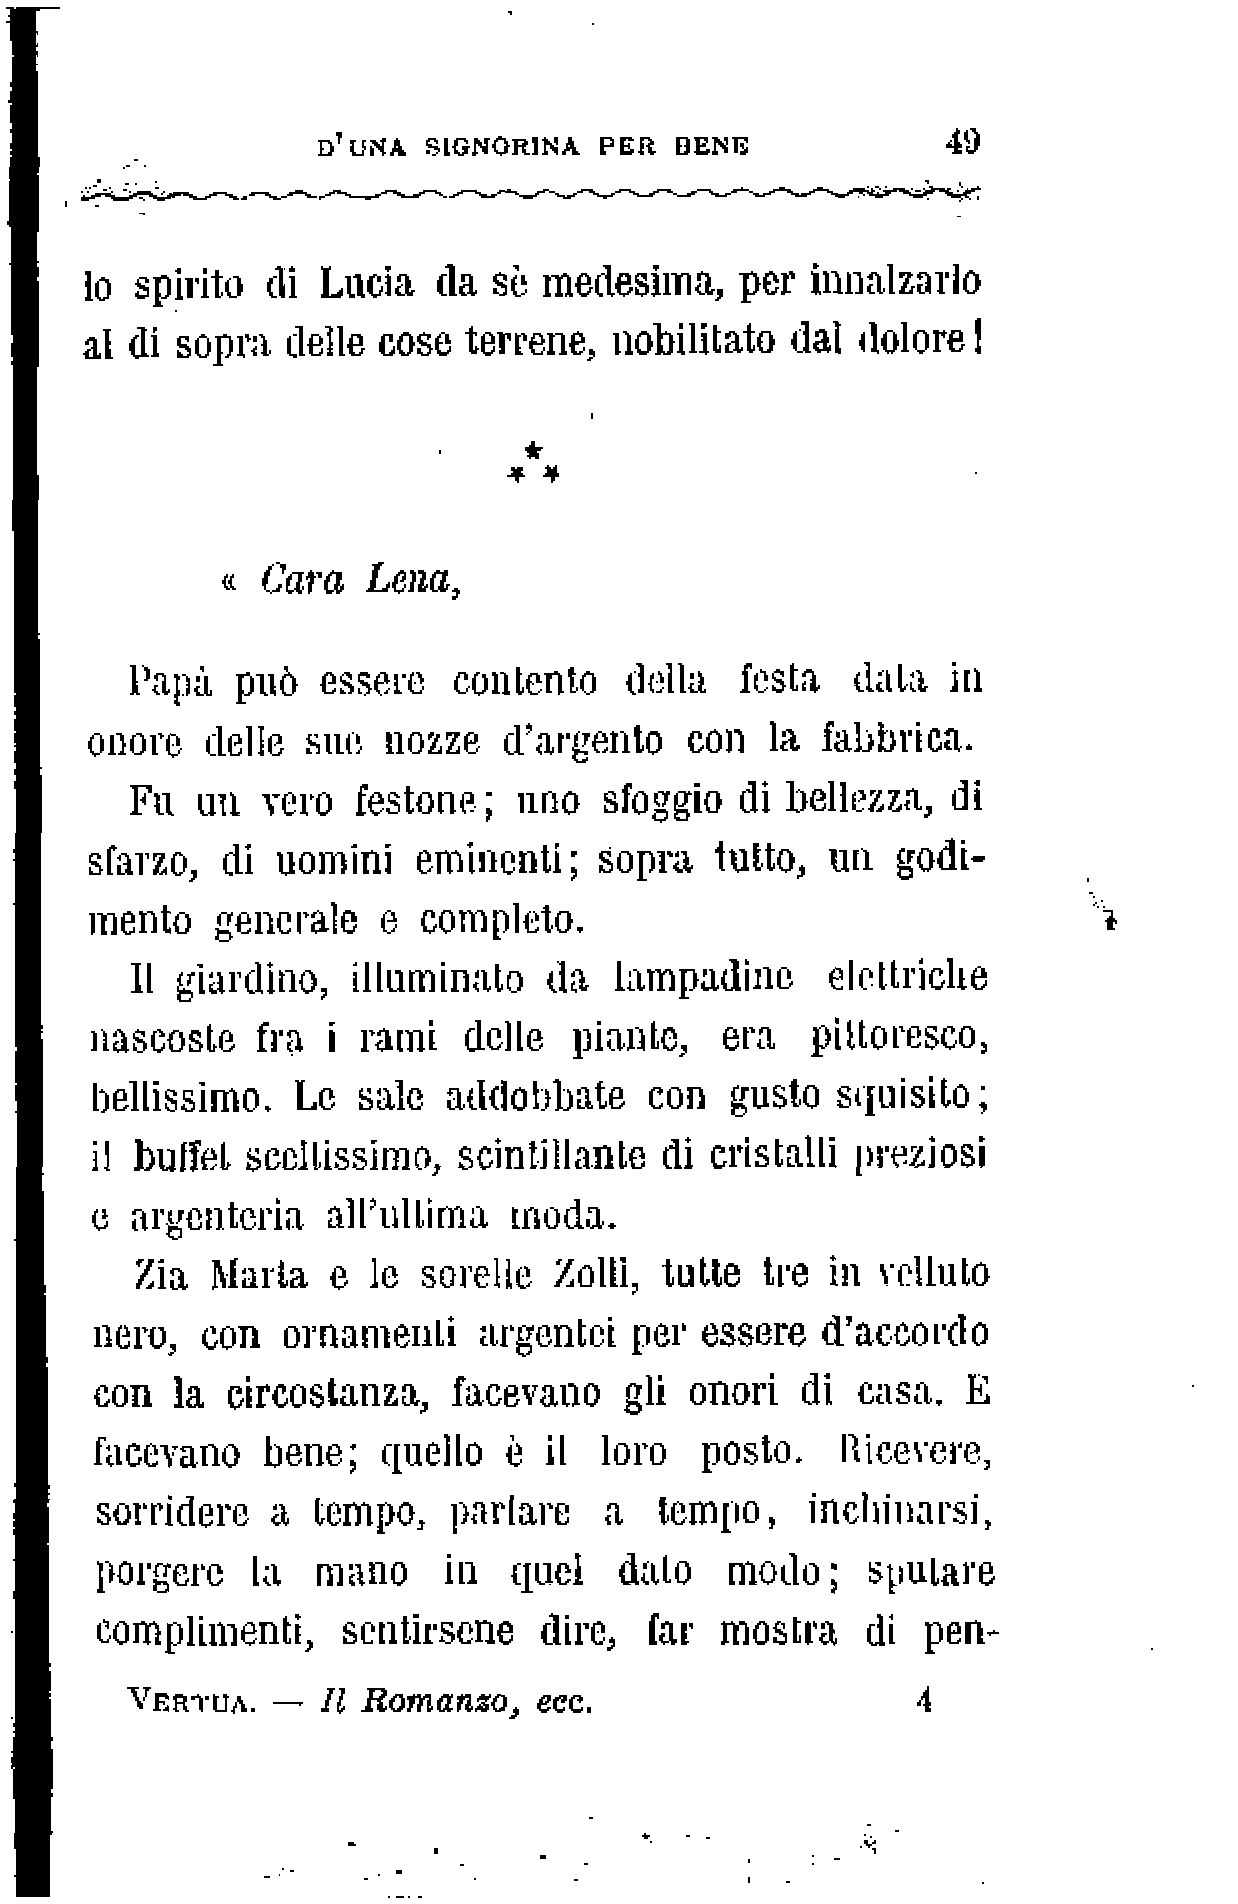 D'UNA SIGNORINA PER BENE 49
lo spirito di Lucia da sè medesima, per innalzarlo
al di sopra delle cose terrene, nobilitato dal dolore!
« Cara Lena,
Papà può essere contento della festa data in
onore delle sue nozze d'argento con la fabbrica.
Fu un vero festone; uno sfoggio di bellezza, di
sfarzo, di uomini eminenti; sopra tutto, un godi-
mento generale e completo.
Il giardino, illuminato da lampadine elettriche
nascoste fra i rami delle piante, era pittoresco,
bellissimo. Le sale addobbate con gusto squisito;
il buffet sceltissimo, scintillante di cristalli preziosi
e argenteria all'ultima moda.
Zia Marta e le sorelle Zolli, tutte tre in velluto
nero, con ornamenti argentei per essere d'accordo
con la circostanza, facevano gli onori di casa. E
facevano bene; quello è il loro posto. Ricevere,
sorridere a tempo, parlare a tempo, inchinarsi,
porgere la mano in quel dato modo; sputare
complimenti, sentirsene dire, far mostra di pen-
VERTUA. — Il Romanzo, ecc. 4